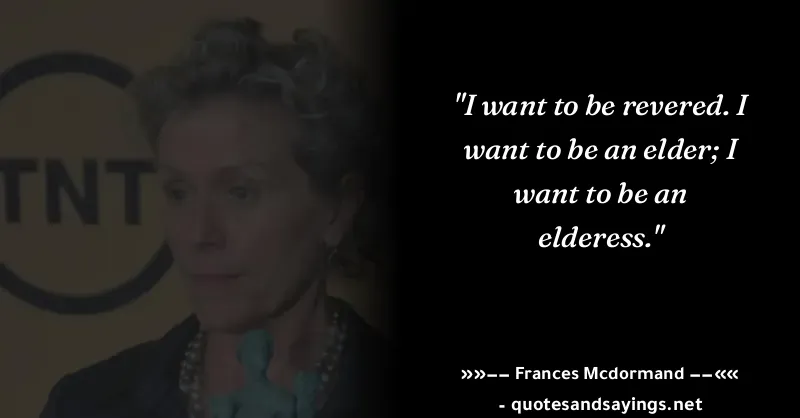 TNT
"I want to be revered. I
want to be an elder; I
want to be an
elderess."
»»−− Frances Mcdormand −−««
- quotesandsayings.net